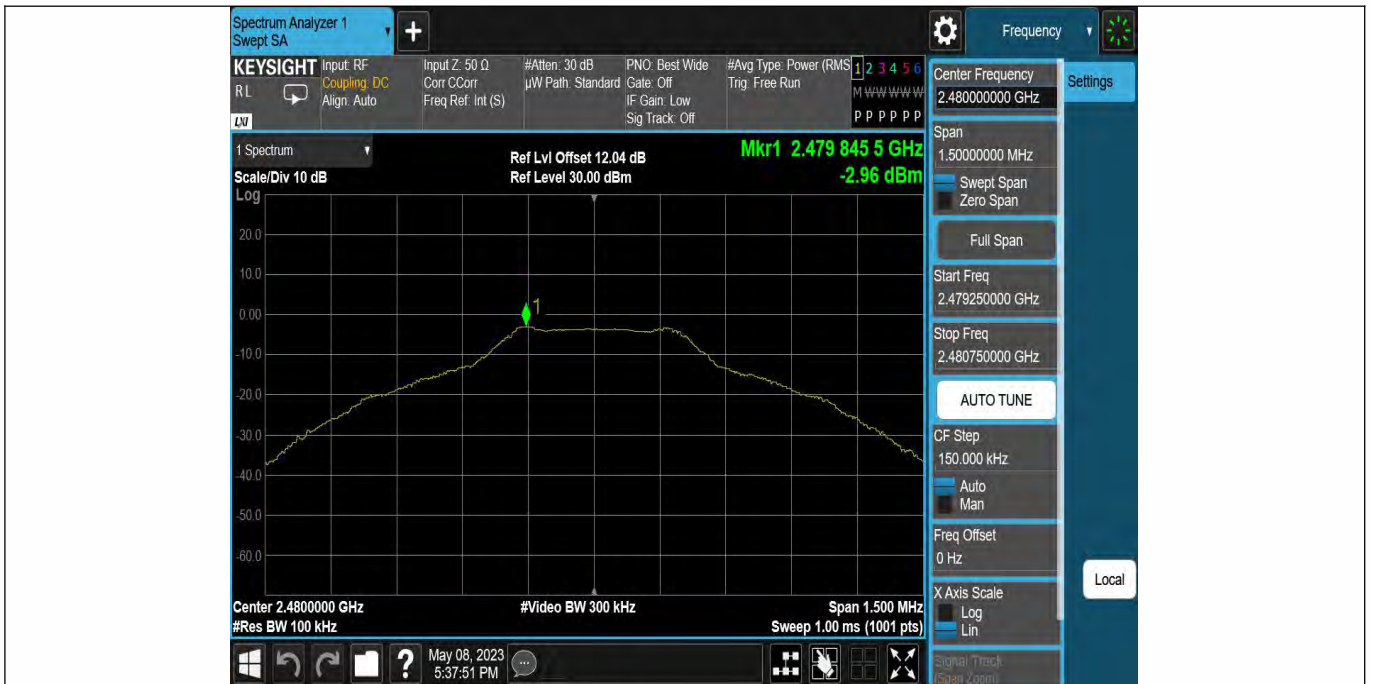 Spectrum Analyzer 1
Swept SA
+
Frequency
KEYSIGHT
RL
LXI
Input: RF
Coupling: DC
Align: Auto
Input Z: 50 Ω
Corr CCorr
Freq Ref: Int (S)
#Atten: 30 dB
µW Path: Standard
PNO: Best Wide
Gate: Off
IF Gain: Low
Sig Track: Off
#Avg Type: Power (RMS
Trig: Free Run
1 2 3 4 5 6
M W W W W W
P P P P P P
1 Spectrum
Scale/Div 10 dB
Log
Ref Lvl Offset 12.04 dB
Ref Level 30.00 dBm
Mkr1 2.479 845 5 GHz
-2.96 dBm
20.0
10.0
0.00
-10.0
-20.0
-30.0
-40.0
-50.0
-60.0
1
Center 2.4800000 GHz
#Res BW 100 kHz
#Video BW 300 kHz
Span 1.500 MHz
Sweep 1.00 ms (1001 pts)
Center Frequency
2.480000000 GHz
Settings
Span
1.50000000 MHz
Swept Span
Zero Span
Full Span
Start Freq
2.479250000 GHz
Stop Freq
2.480750000 GHz
AUTO TUNE
CF Step
150.000 kHz
Auto
Man
Freq Offset
0 Hz
X Axis Scale
Log
Lin
Local
Signal Track
(Span Zoom)
?
May 08, 2023
5:37:51 PM